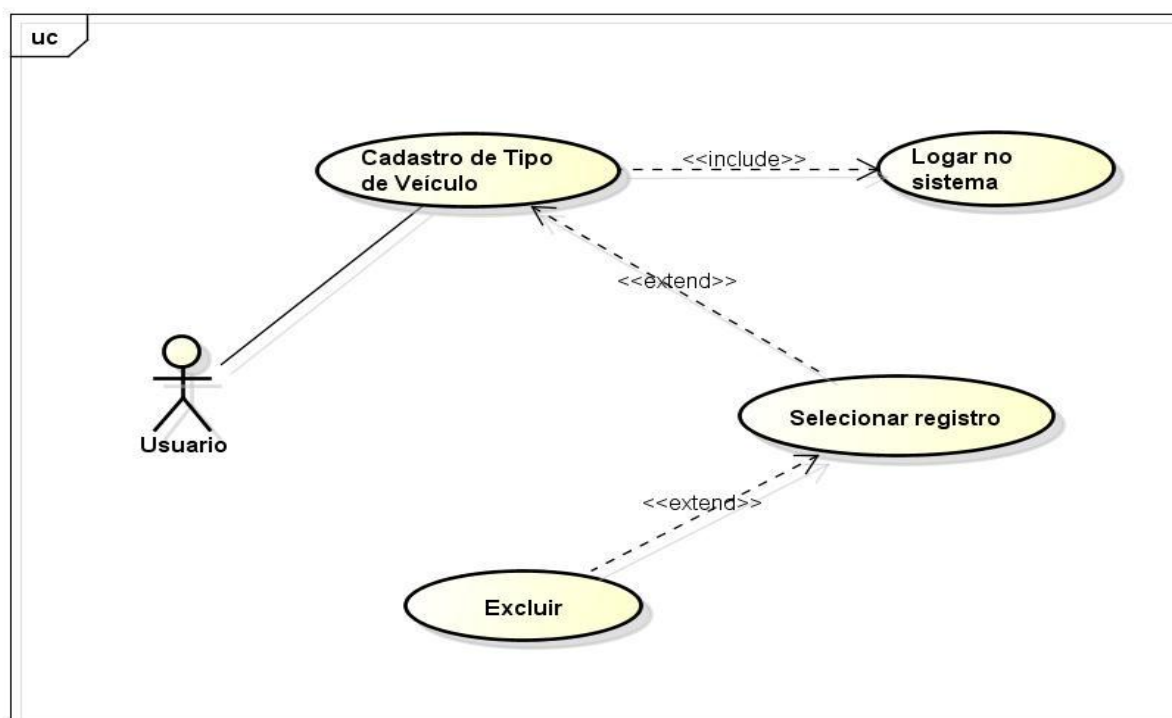 uc
Cadastro de Tipo
de Veículo
<<include>>
Logar no
sistema
<<extend>>
Selecionar registro
Usuario
<<extend>>
Excluir